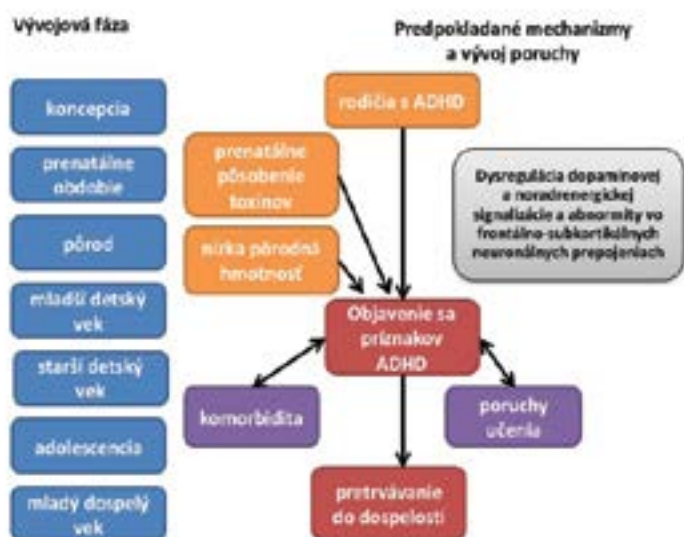 Vývojová fáza
Predpokladané mechanizmy
a vývoj poruchy
koncepcia
prenatálne
obdobie
pôrod
mladší detský
vek
starší detský
vek
adolescencia
mladý dospelý
vek
rodičia s ADHD
prenatálne
pôsobenie
toxínov
nízka pôrodná
hmotnosť
Dysregulácia dopamínovej
a noradrenergickej
signalizácie a abnormity vo
frontálno-subkortikálnych
neuronálnych prepojeniach
Objavenie sa
príznakov
ADHD
komorbidita
poruchy
učenia
pretrvávanie
do dospelosti